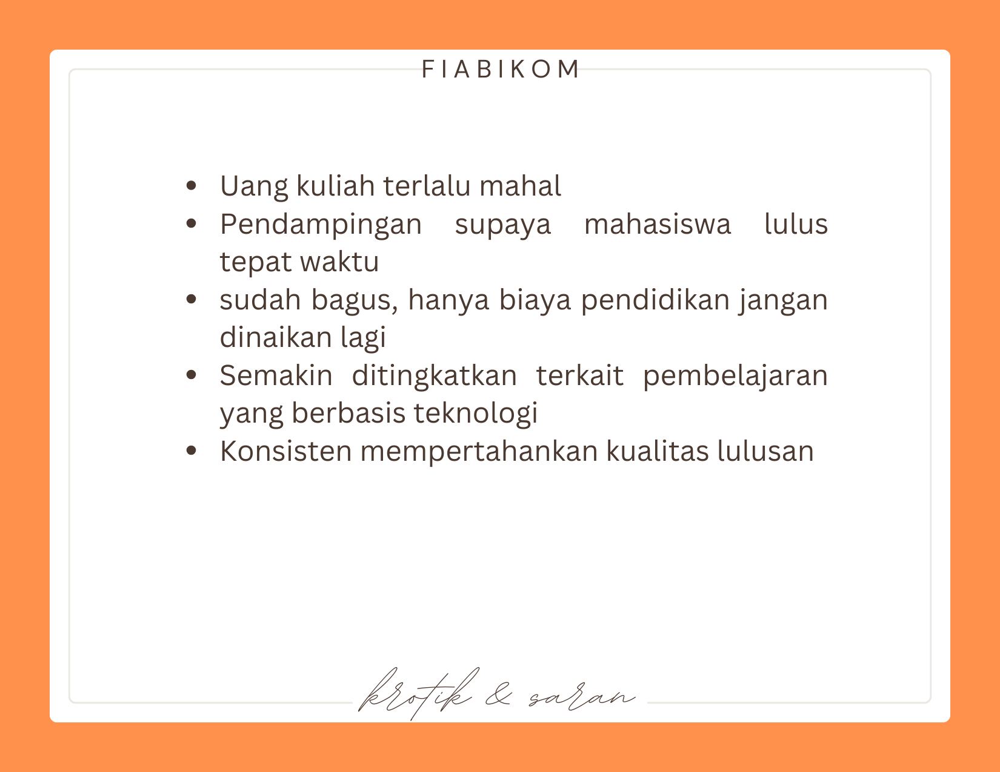 FIABIKOM
• Uang kuliah terlalu mahal
• Pendampingan supaya mahasiswa lulus
tepat waktu
• sudah bagus, hanya biaya pendidikan jangan
dinaikan lagi
• Semakin ditingkatkan terkait pembelajaran
yang berbasis teknologi
• Konsisten mempertahankan kualitas lulusan
krotik & saran